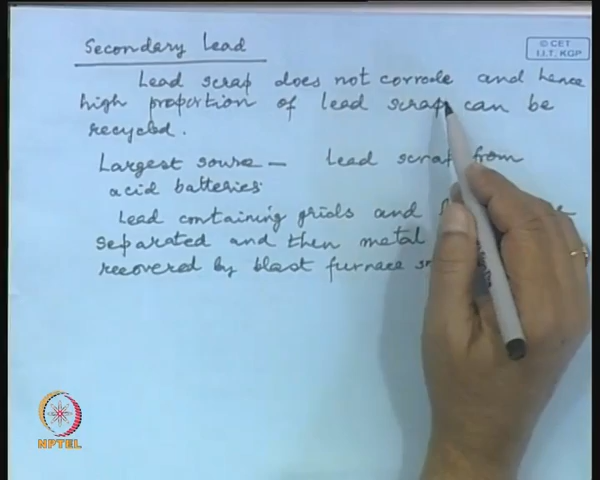 Secondary Lead
© CET
I.I.T. KGP
Lead scrap does not corrode and hence
high proportion of lead scrap can be
recycled.
Largest sourse — Lead scrap from
acid batteries.
Lead containing grids and
separated and then metal
recovered by blast furnace
NPTEL